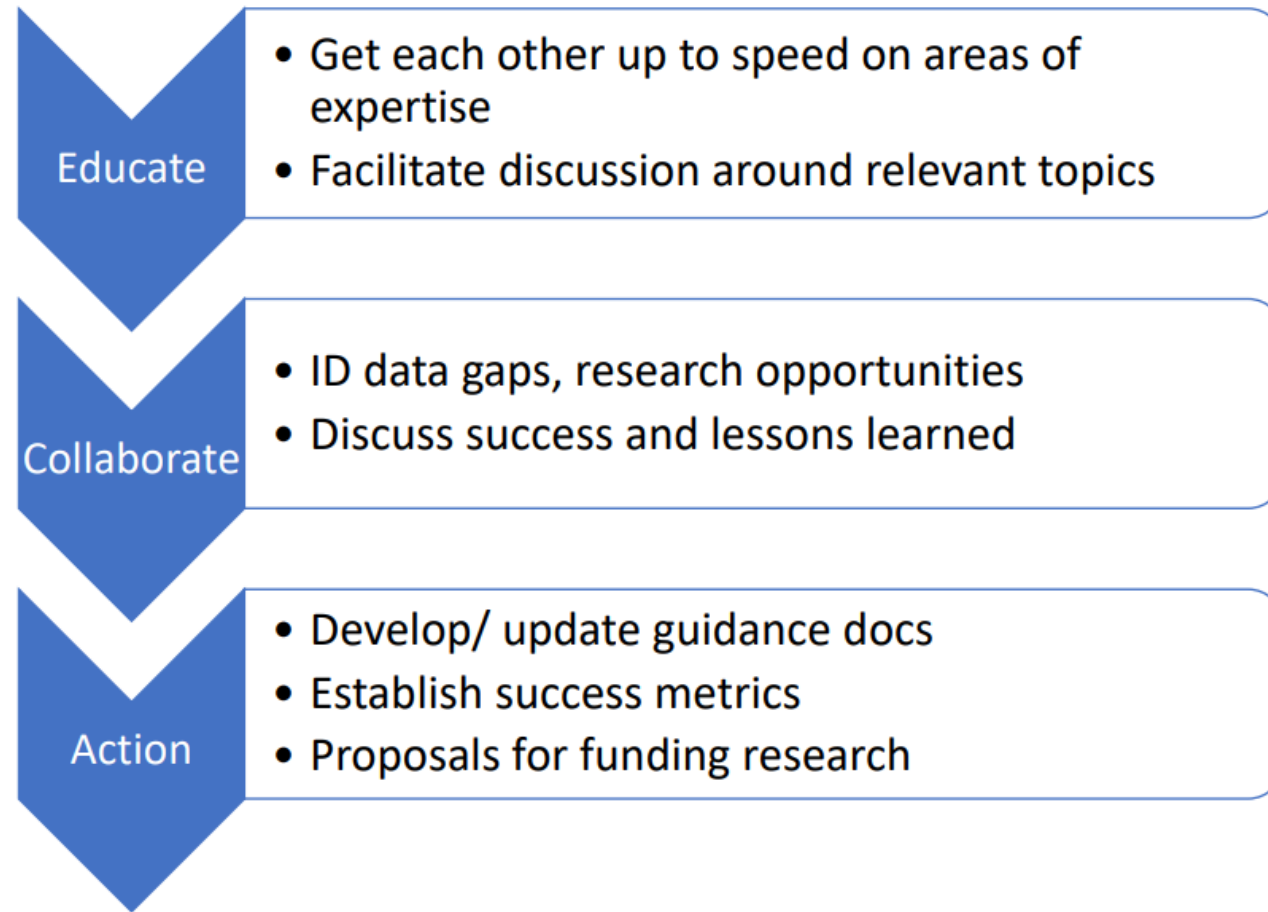 Educate
• Get each other up to speed on areas of
expertise
• Facilitate discussion around relevant topics
Collaborate
• ID data gaps, research opportunities
• Discuss success and lessons learned
Action
• Develop/ update guidance docs
• Establish success metrics
• Proposals for funding research